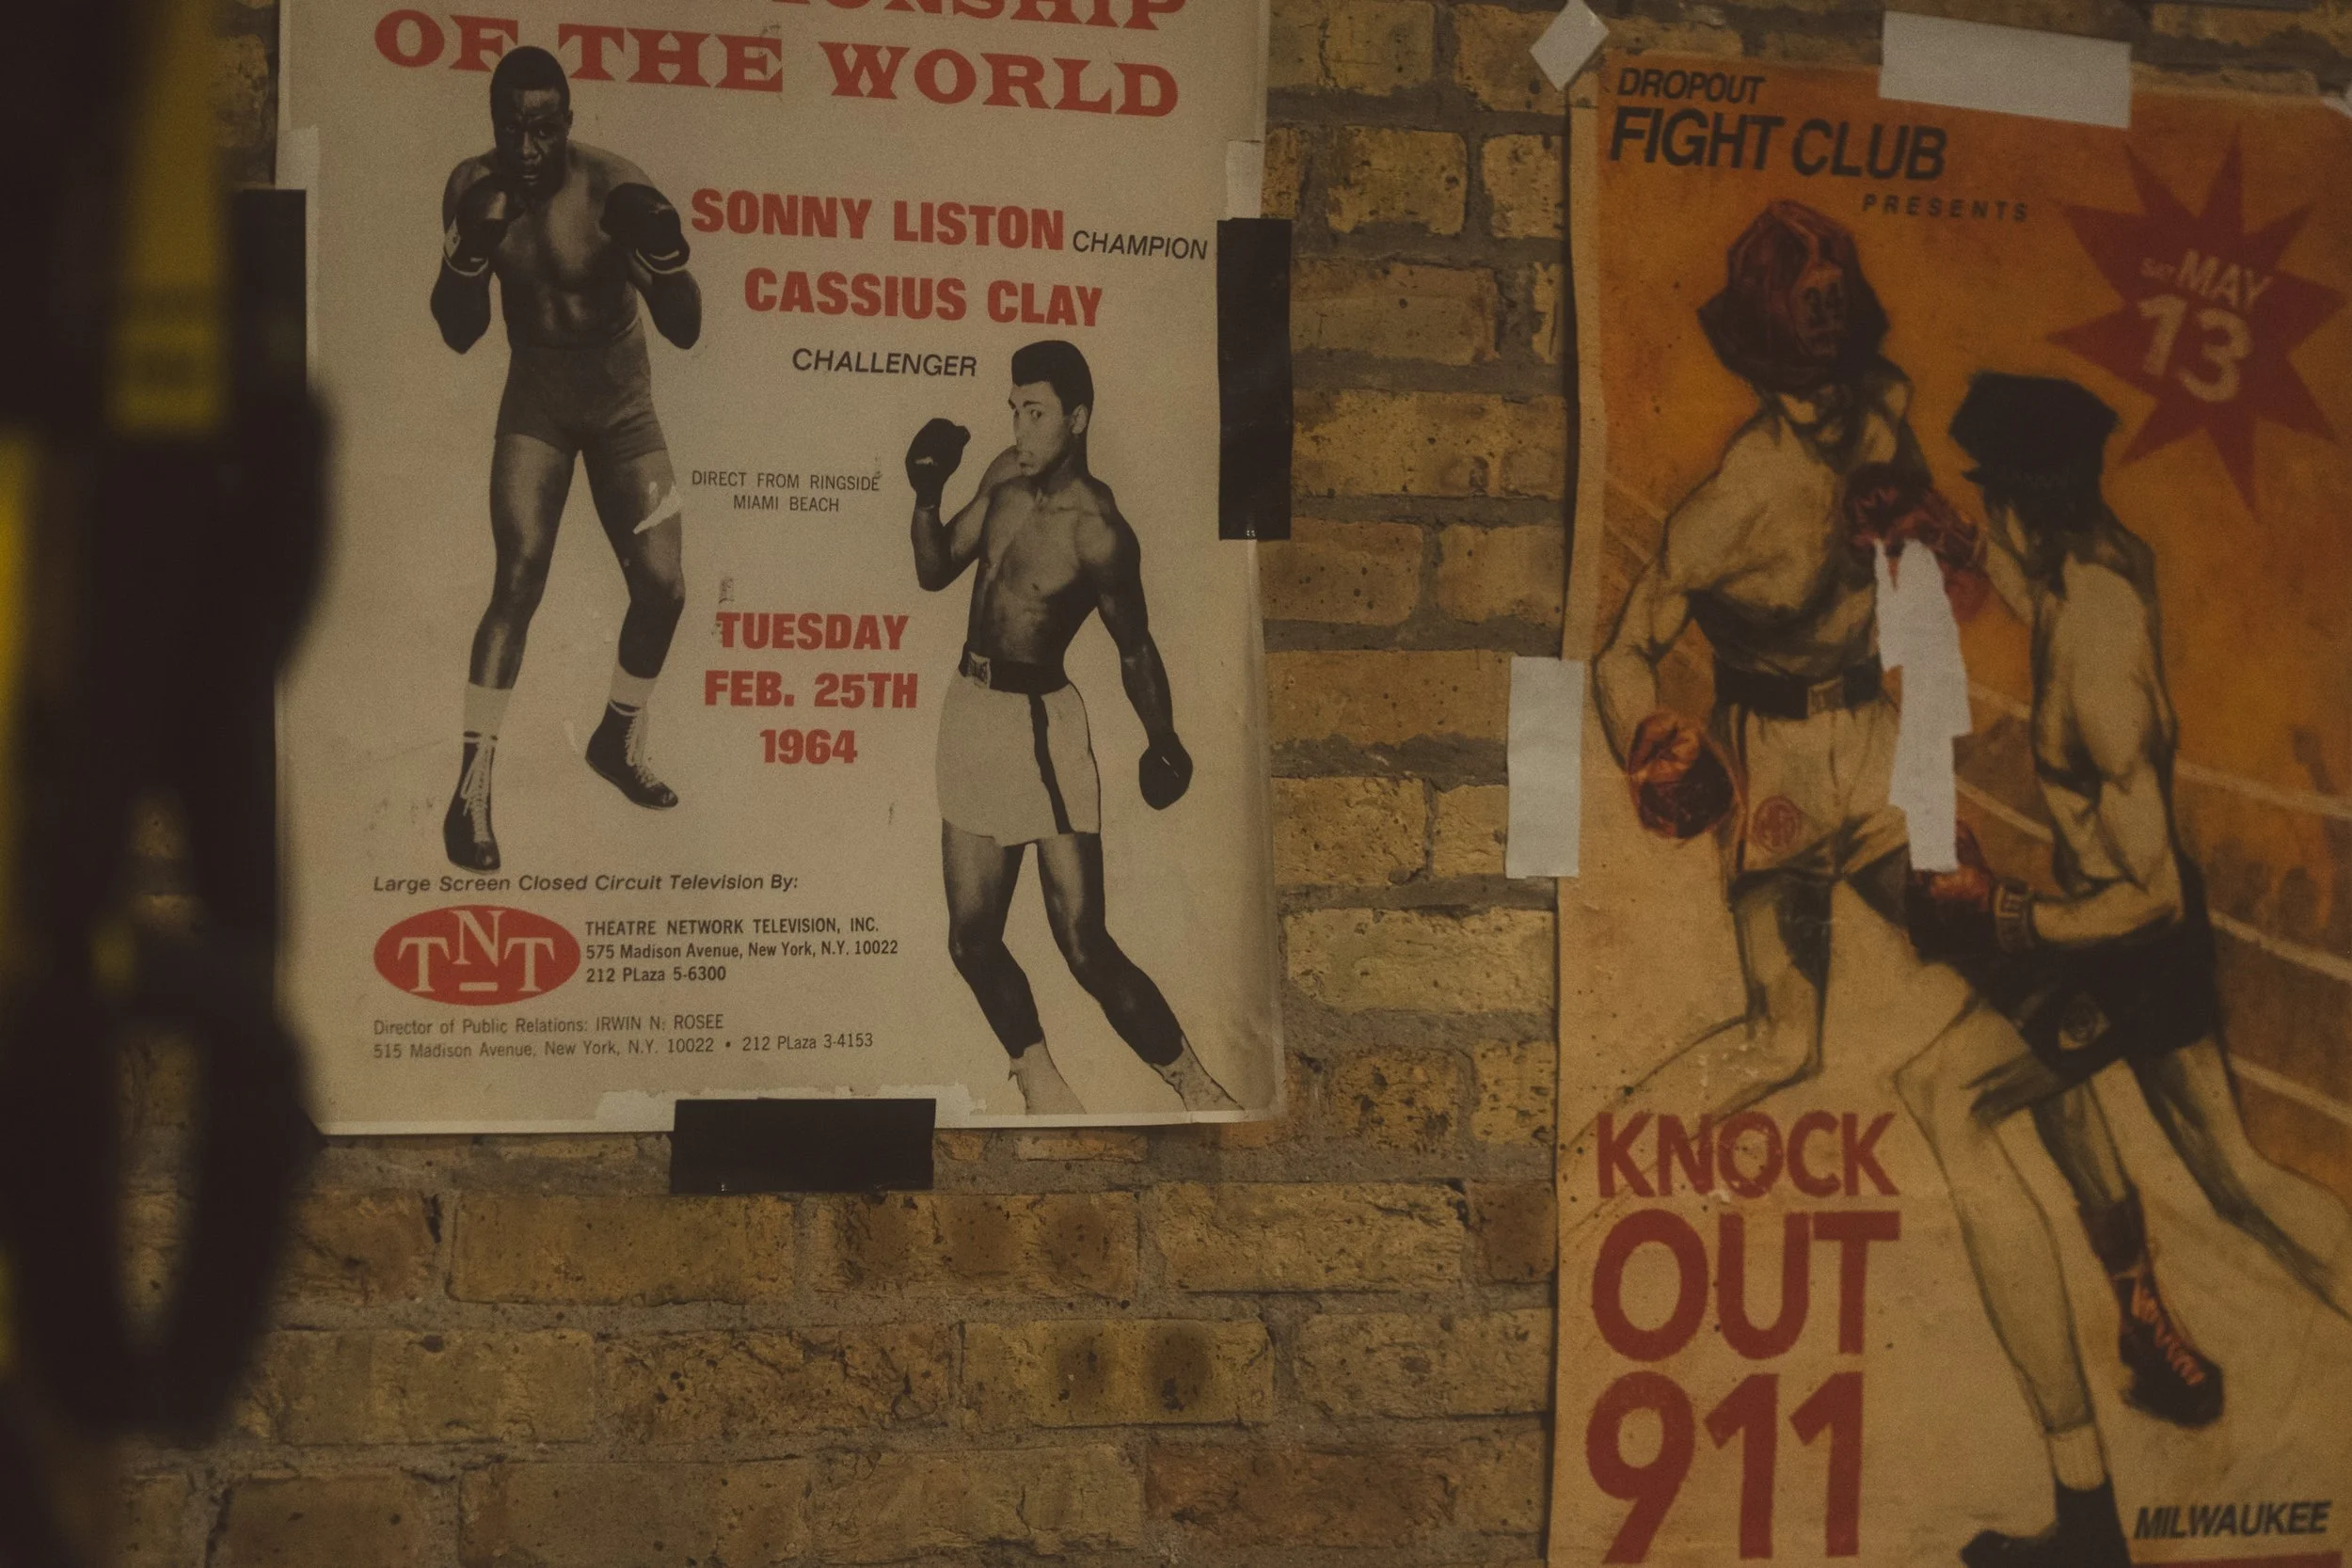 OF THE WORLD
SONNY LISTON CHAMPION
CASSIUS CLAY
CHALLENGER
DIRECT FROM RINGSIDE
MIAMI BEACH
TUESDAY
FEB. 25TH
1964
Large Screen Closed Circuit Television By:
TNT
THEATRE NETWORK TELEVISION, INC.
575 Madison Avenue, New York, N.Y. 10022
212 PLaza 5-6300
Director of Public Relations: IRWIN N. ROSEE
515 Madison Avenue, New York, N.Y. 10022 • 212 PLaza 3-4153
DROPOUT
FIGHT CLUB
PRESENTS
SAT MAY
13
24
KNOCK
OUT
911
MILWAUKEE